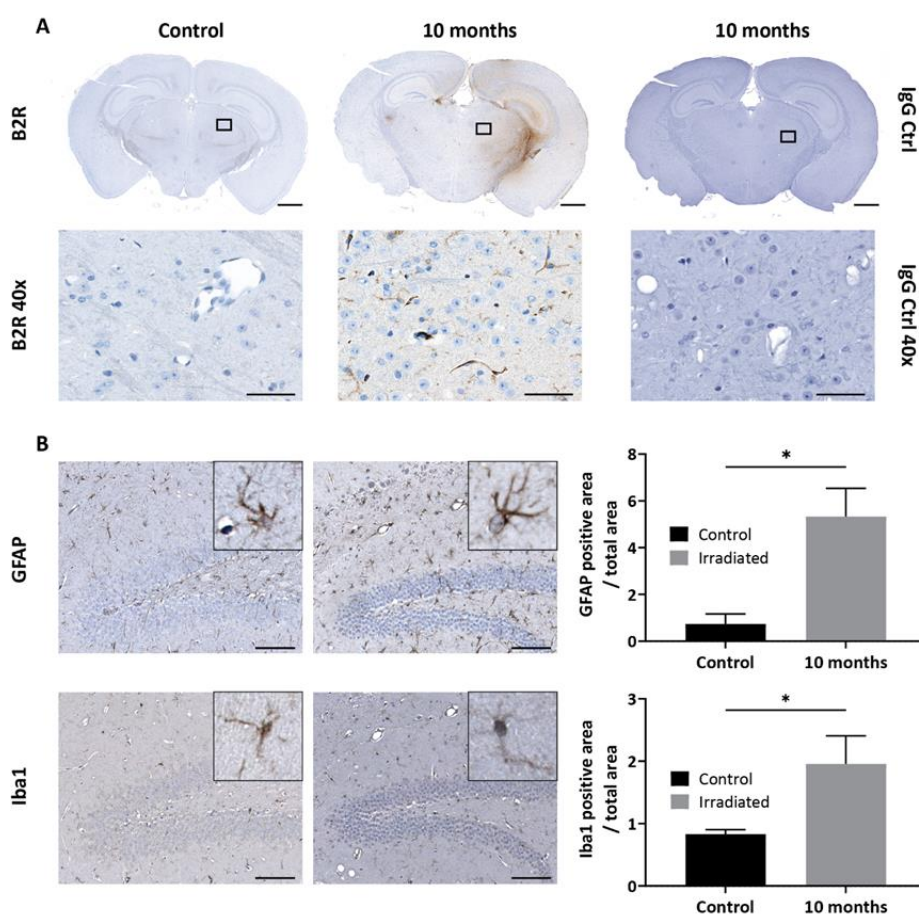 A
Control
10 months
10 months
B2R
IgG Ctrl
B2R 40x
IgG Ctrl 40x
B
GFAP
GFAP positive area
/ total area
8
6
4
2
0
*
Control
Irradiated
Control
10 months
Iba1
Iba1 positive area
/ total area
3
2
1
0
*
Control
Irradiated
Control
10 months